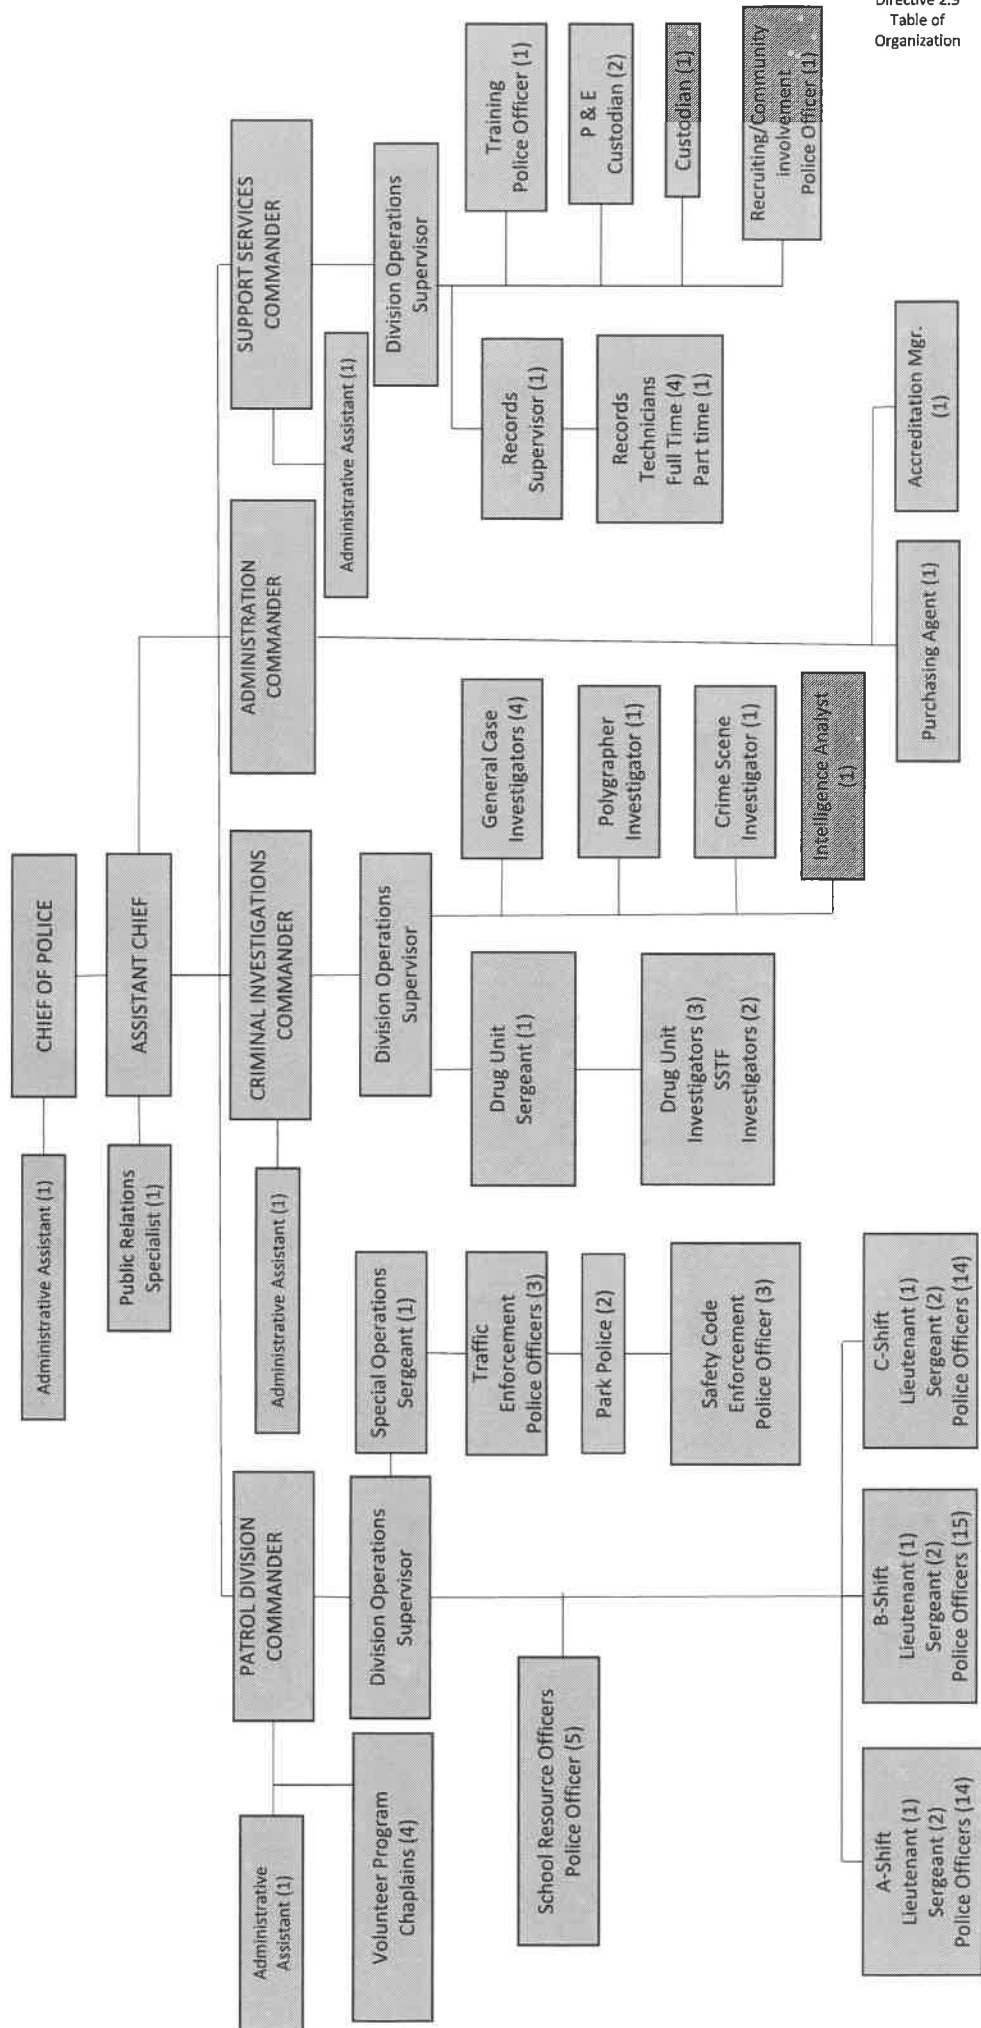 Directive 2.3
Table of
Organization
CHIEF OF POLICE
Administrative Assistant (1)
ASSISTANT CHIEF
Public Relations
Specialist (1)
PATROL DIVISION
COMMANDER
Administrative
Assistant (1)
Volunteer Program
Chaplains (4)
Division Operations
Supervisor
Special Operations
Sergeant (1)
Traffic
Enforcement
Police Officers (3)
Park Police (2)
Safety Code
Enforcement
Police Officer (3)
School Resource Officers
Police Officer (5)
A-Shift
Lieutenant (1)
Sergeant (2)
Police Officers (14)
B-Shift
Lieutenant (1)
Sergeant (2)
Police Officers (15)
C-Shift
Lieutenant (1)
Sergeant (2)
Police Officers (14)
CRIMINAL INVESTIGATIONS
COMMANDER
Administrative Assistant (1)
Division Operations
Supervisor
Drug Unit
Sergeant (1)
Drug Unit
Investigators (3)
SSTF
Investigators (2)
General Case
Investigators (4)
Polygrapher
Investigator (1)
Crime Scene
Investigator (1)
Intelligence Analyst
(1)
ADMINISTRATION
COMMANDER
Purchasing Agent (1)
Accreditation Mgr.
(1)
SUPPORT SERVICES
COMMANDER
Administrative Assistant (1)
Division Operations
Supervisor
Records
Supervisor (1)
Records
Technicians
Full Time (4)
Part time (1)
Training
Police Officer (1)
P & E
Custodian (2)
Custodian (1)
Recruiting/Community
involvement
Police Officer (1)